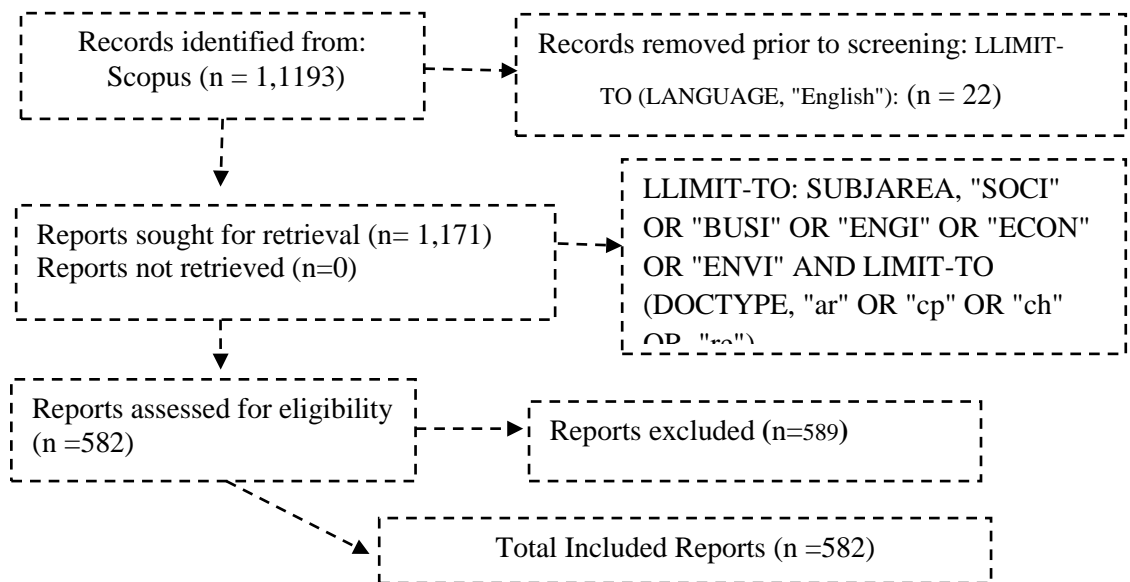 Records identified from:
Scopus (n = 1,1193)
Records removed prior to screening: LLIMIT-
TO (LANGUAGE, "English"): (n = 22)
Reports sought for retrieval (n= 1,171)
Reports not retrieved (n=0)
LLIMIT-TO: SUBJAREA, "SOCI"
OR "BUSI" OR "ENGI" OR "ECON"
OR "ENVI" AND LIMIT-TO
(DOCTYPE, "ar" OR "cp" OR "ch"
OR "re")
Reports assessed for eligibility
(n =582)
Reports excluded (n=589)
Total Included Reports (n =582)